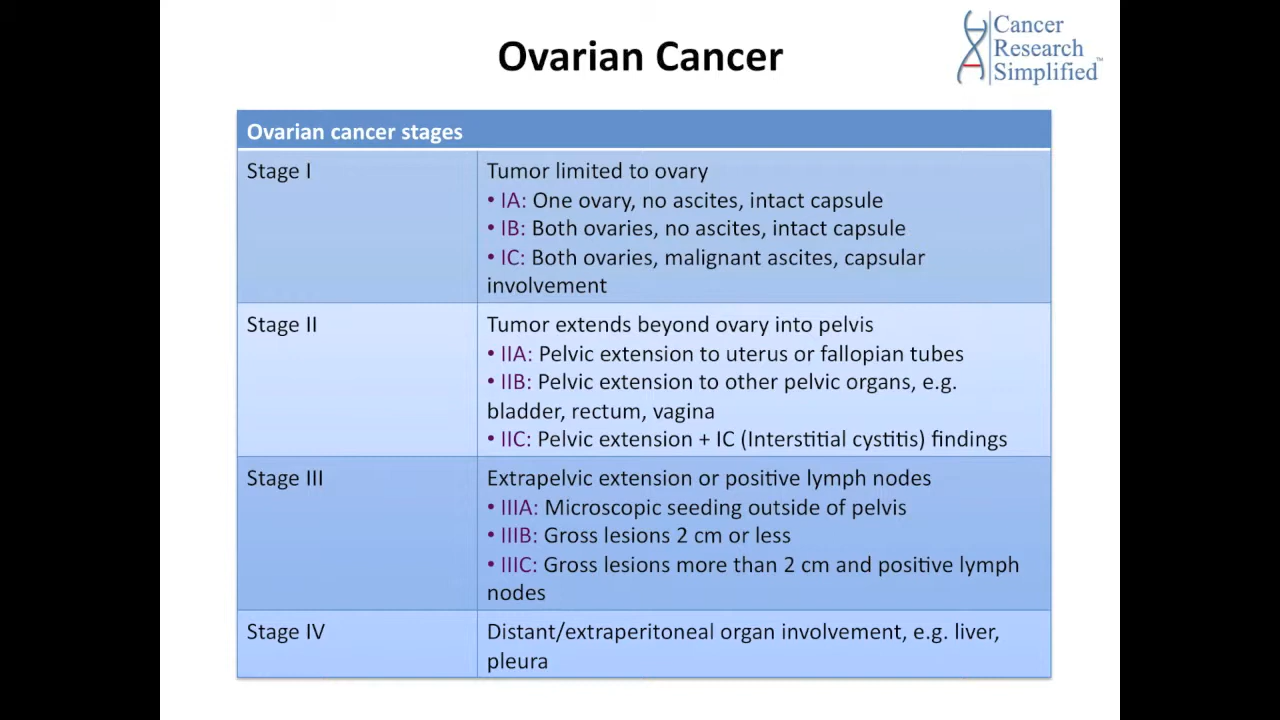 Ovarian Cancer
Cancer
Research
Simplified™
Ovarian cancer stages
Stage I
Tumor limited to ovary
• IA: One ovary, no ascites, intact capsule
• IB: Both ovaries, no ascites, intact capsule
• IC: Both ovaries, malignant ascites, capsular
involvement
Stage II
Tumor extends beyond ovary into pelvis
• IIA: Pelvic extension to uterus or fallopian tubes
• IIB: Pelvic extension to other pelvic organs, e.g.
bladder, rectum, vagina
• IIC: Pelvic extension + IC (Interstitial cystitis) findings
Stage III
Extrapelvic extension or positive lymph nodes
• IIIA: Microscopic seeding outside of pelvis
• IIIB: Gross lesions 2 cm or less
• IIIC: Gross lesions more than 2 cm and positive lymph
nodes
Stage IV
Distant/extraperitoneal organ involvement, e.g. liver,
pleura